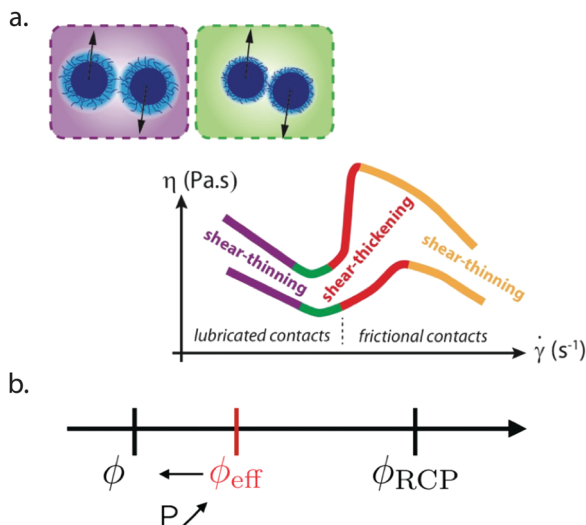 a.
η (Pa.s)
shear-thinning
shear-thickening
shear-thinning
lubricated contacts
frictional contacts
γ̇ (s⁻¹)
b.
ϕ
ϕeff
ϕRCP
P